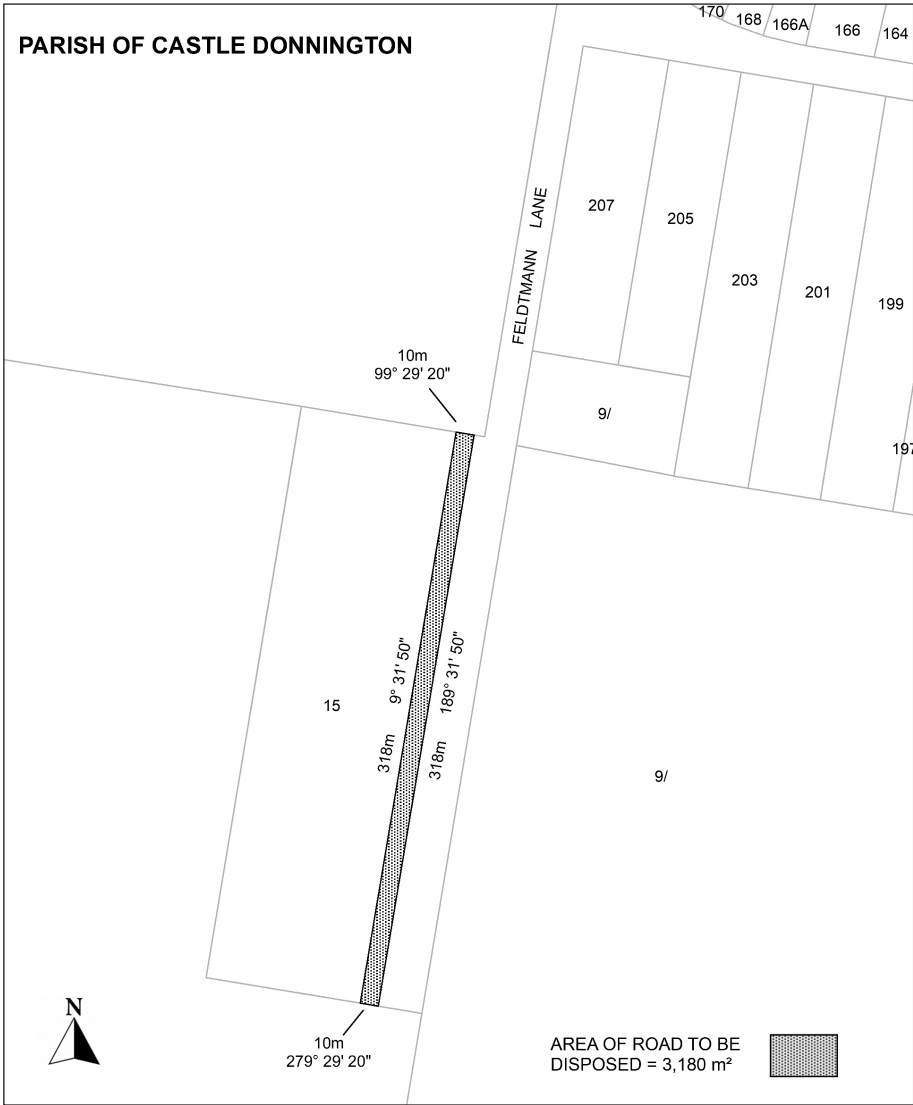 PARISH OF CASTLE DONNINGTON
170
168
166A
166
164
207
205
203
201
199
197
FELDTMANN LANE
10m
99° 29' 20"
9/
15
9° 31' 50"
318m
189° 31' 50"
318m
9/
N
10m
279° 29' 20"
AREA OF ROAD TO BE
DISPOSED = 3,180 m²